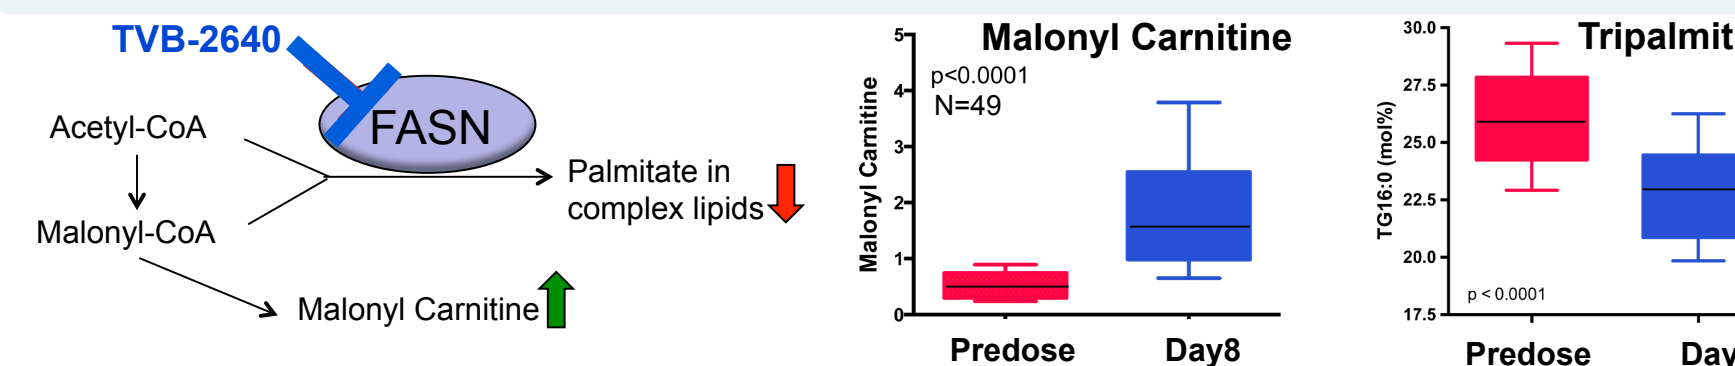 TVB-2640
FASN
Acetyl-CoA
Malonyl-CoA
Palmitate in
complex lipids
Malonyl Carnitine
Malonyl Carnitine
p<0.0001
N=49
Malonyl Carnitine
5
4
3
2
1
0
Predose
Day8
Tripalmit
TG16:0 (mol%)
30.0
27.5
25.0
22.5
20.0
17.5
p < 0.0001
Predose
Day